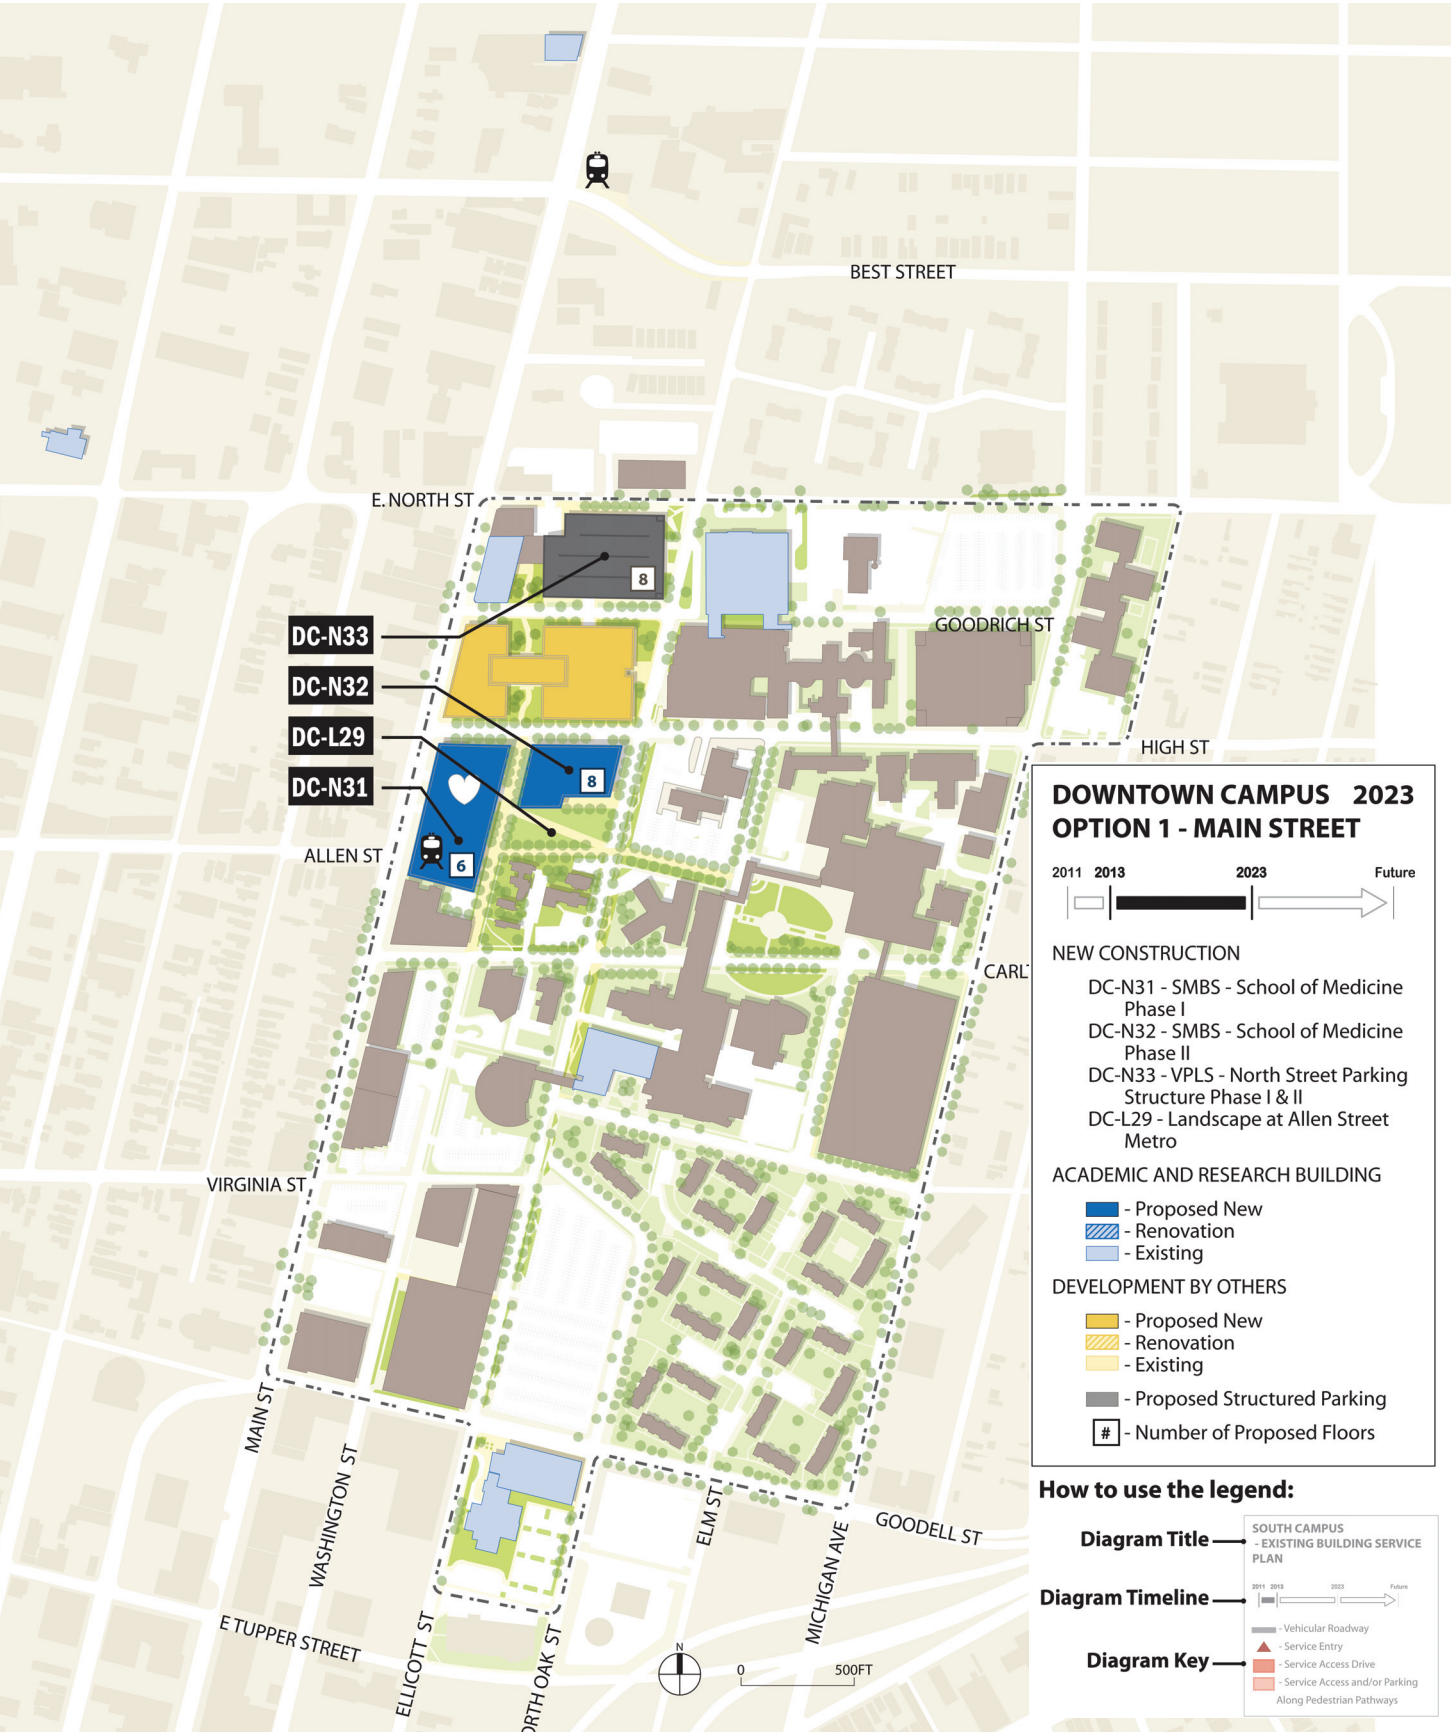 BEST STREET
E. NORTH ST
8
DC-N33
GOODRICH ST
DC-N32
DC-L29
HIGH ST
8
DC-N31
ALLEN ST
6
CARL
VIRGINIA ST
MAIN ST
WASHINGTON ST
ELM ST
GOODELL ST
MICHIGAN AVE
E TUPPER STREET
ELLICOTT ST
ORTH OAK ST
N
0 500FT
DOWNTOWN CAMPUS 2023
OPTION 1 - MAIN STREET
2011 2013 2023 Future
NEW CONSTRUCTION
DC-N31 - SMBS - School of Medicine
Phase I
DC-N32 - SMBS - School of Medicine
Phase II
DC-N33 - VPLS - North Street Parking
Structure Phase I & II
DC-L29 - Landscape at Allen Street
Metro
ACADEMIC AND RESEARCH BUILDING
- Proposed New
- Renovation
- Existing
DEVELOPMENT BY OTHERS
- Proposed New
- Renovation
- Existing
- Proposed Structured Parking
# - Number of Proposed Floors
How to use the legend:
Diagram Title
SOUTH CAMPUS
- EXISTING BUILDING SERVICE
PLAN
Diagram Timeline
2011 2013 2023 Future
Diagram Key
- Vehicular Roadway
- Service Entry
- Service Access Drive
- Service Access and/or Parking
Along Pedestrian Pathways